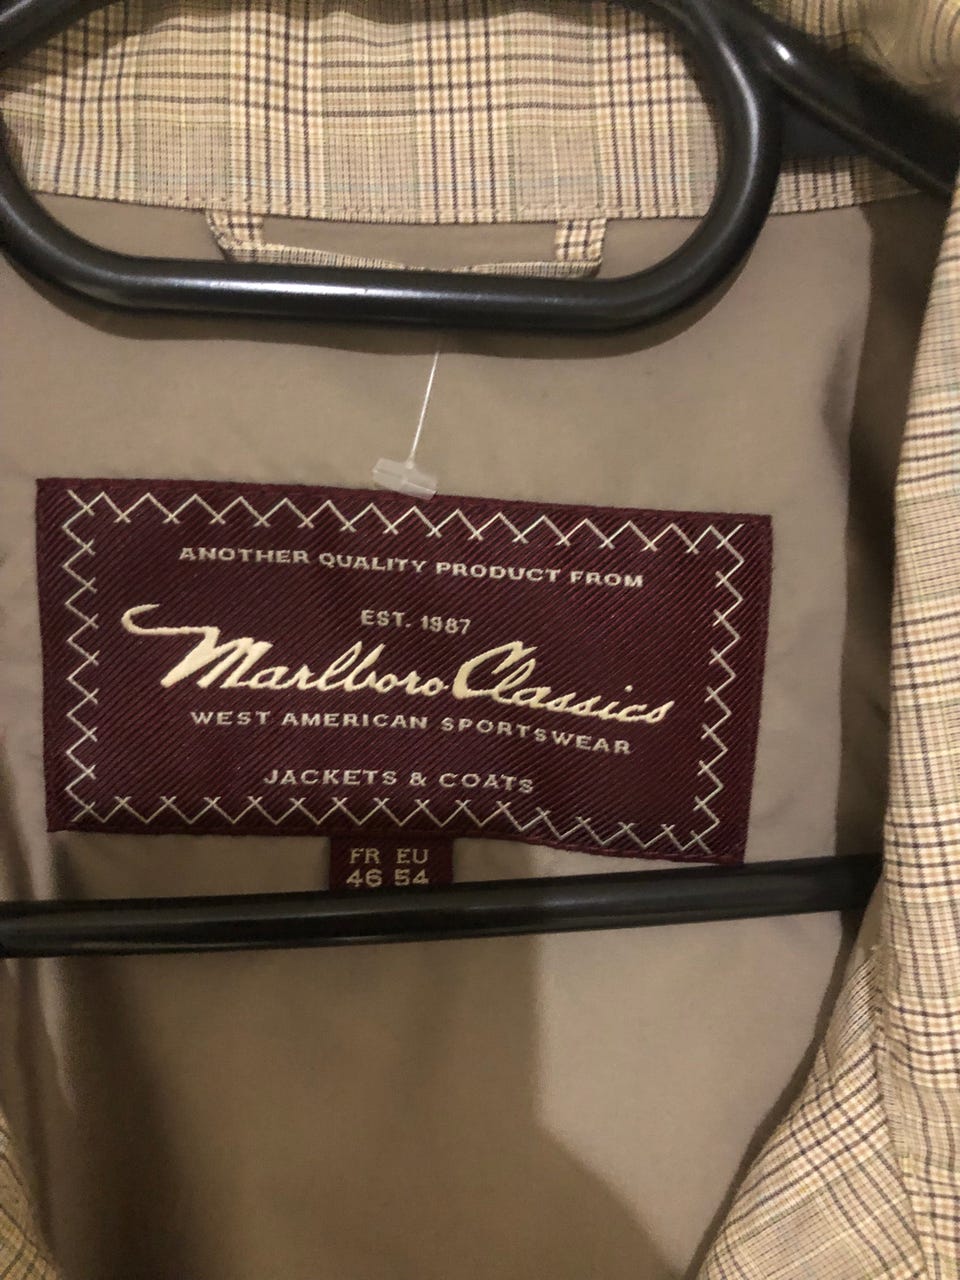 ANOTHER QUALITY PRODUCT FROM
EST. 1987
Marlboro Classics
WEST AMERICAN SPORTSWEAR
JACKETS & COATS
FR EU
46 54